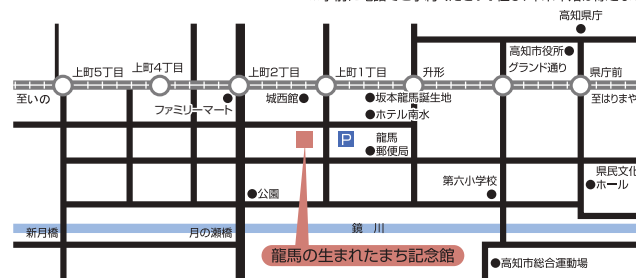 高知県庁
高知市役所
グランド通り
上町5丁目
上町4丁目
上町2丁目
上町1丁目
升形
県庁前
至いの
ファミリーマート
城西館
坂本龍馬誕生地
至はりまや
ホテル南水
P
龍馬
郵便局
公園
第六小学校
県民文化
ホール
新月橋
月の瀬橋
鏡 川
龍馬の生まれたまち記念館
高知市総合運動場